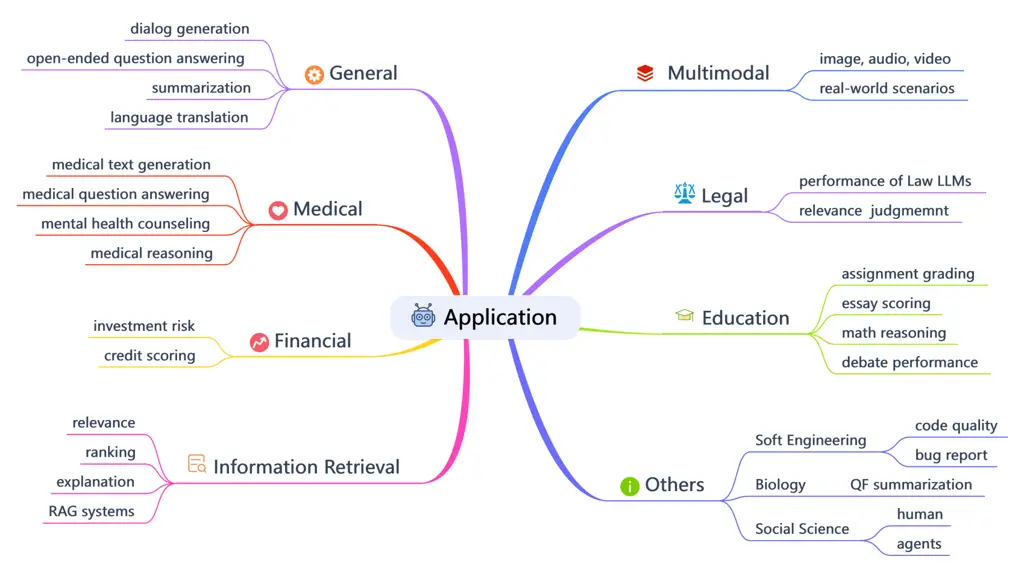 dialog generation
open-ended question answering
summarization
language translation
General
medical text generation
medical question answering
mental health counseling
medical reasoning
Medical
investment risk
credit scoring
Financial
relevance
ranking
explanation
RAG systems
Information Retrieval
Application
Multimodal
image, audio, video
real-world scenarios
Legal
performance of Law LLMs
relevance judgmemnt
Education
assignment grading
essay scoring
math reasoning
debate performance
Others
Soft Engineering
code quality
bug report
Biology
QF summarization
Social Science
human
agents